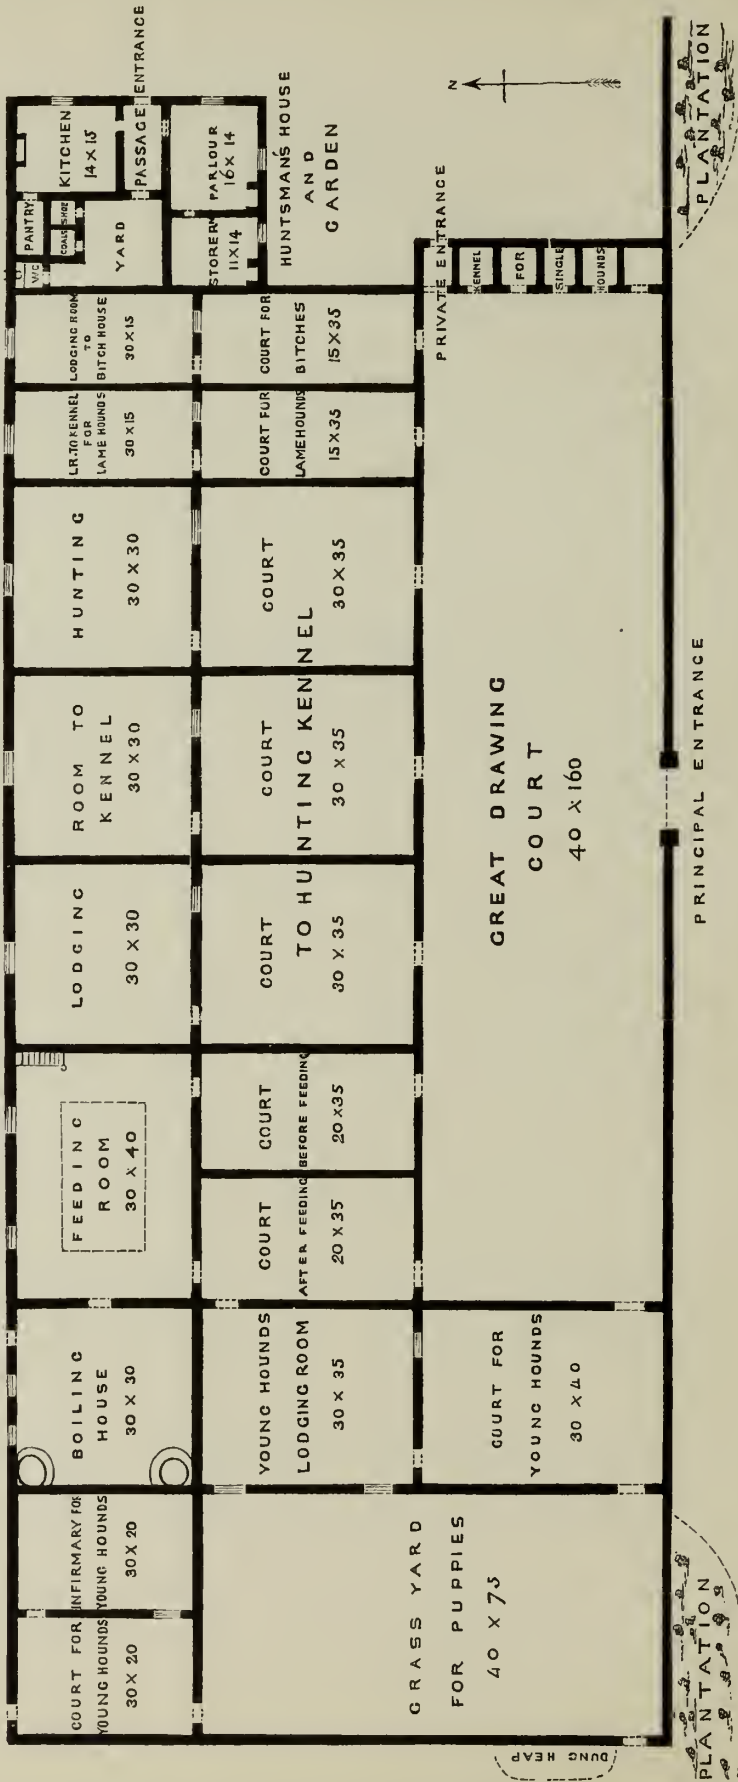 COURT FOR
YOUNG HOUNDS
30 X 20
INFIRMARY FOR
YOUNG HOUNDS
30 X 20
BOILING
HOUSE
30 X 30
FEEDING
ROOM
30 X 40
LODGING
30 X 30
ROOM TO
KENNEL
30 X 30
HUNTING
30 X 30
L.R. TO KENNEL
FOR
LAME HOUNDS
30 X 15
LODGING ROOM
TO
BITCH HOUSE
30 X 15
WC
PANTRY
COALS
SHOE
YARD
KITCHEN
14 X 15
PASSAGE
ENTRANCE
STORERM
11 X 14
PARLOUR
16 X 14
YOUNG HOUNDS
LODGING ROOM
30 X 35
COURT
AFTER FEEDING
20 X 35
COURT
BEFORE FEEDING
20 X 35
COURT
30 X 35
COURT
30 X 35
COURT
30 X 35
TO HUNTING KENNEL
COURT FOR
LAME HOUNDS
15 X 35
COURT FOR
BITCHES
15 X 35
HUNTSMAN'S HOUSE
AND
GARDEN
GRASS YARD
FOR PUPPIES
40 X 75
COURT FOR
YOUNG HOUNDS
30 X 40
GREAT DRAWING
COURT
40 X 160
PRIVATE ENTRANCE
KENNEL
FOR
SINGLE
HOUNDS
N
DUNG HEAP
PLANTATION
PRINCIPAL ENTRANCE
PLANTATION